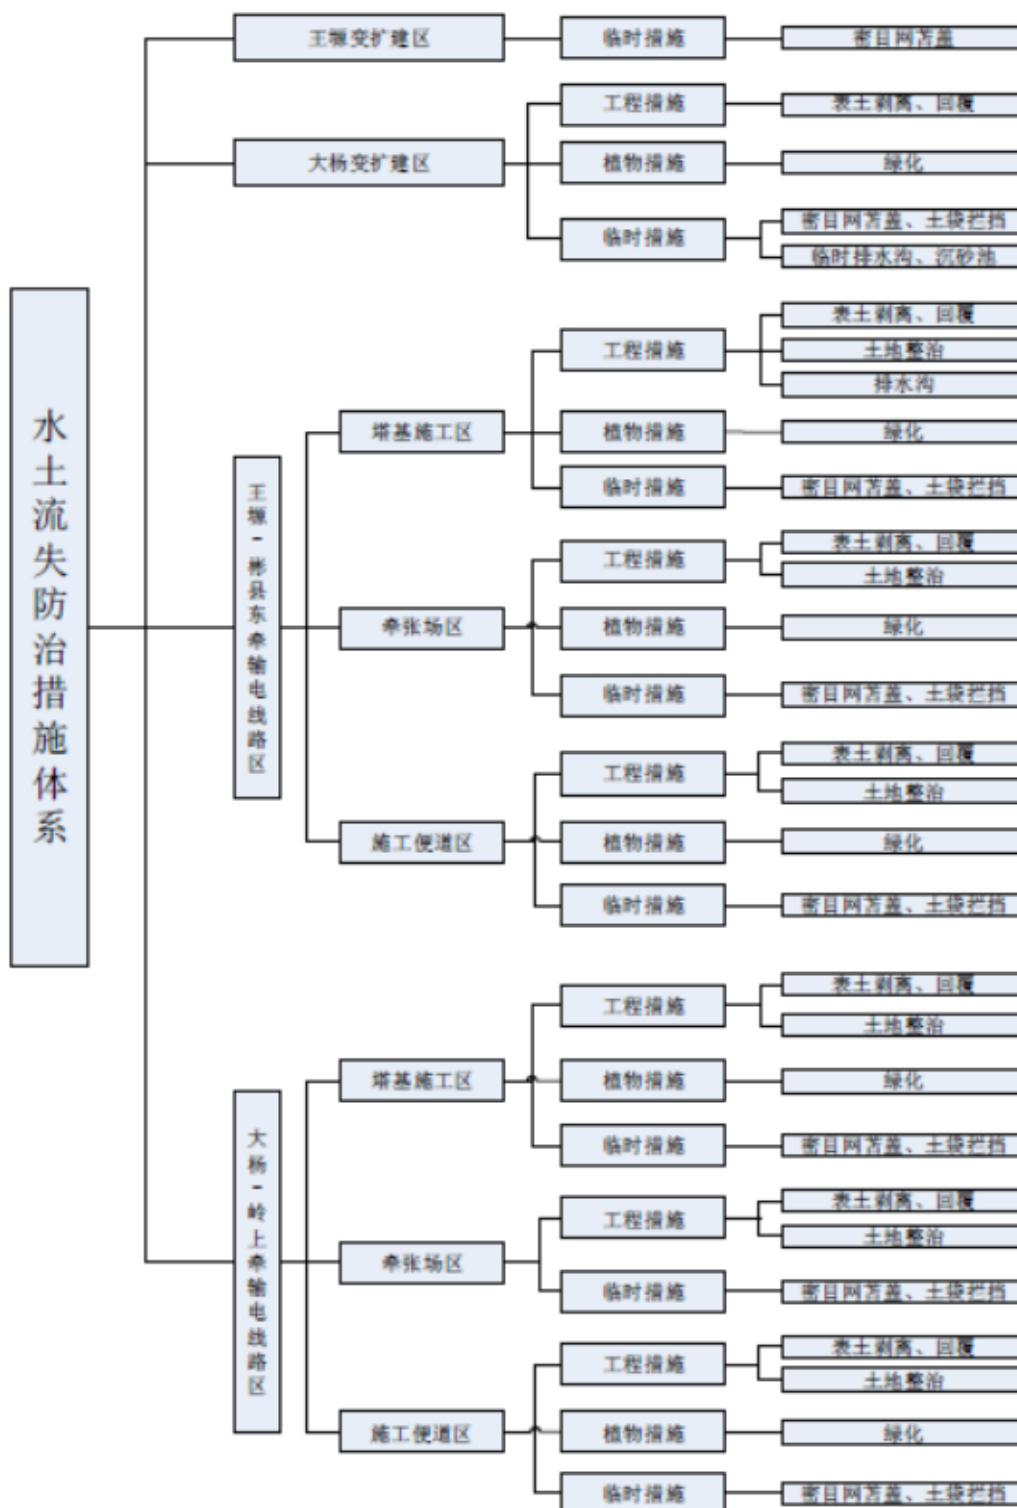 水土流失防治措施体系
王堰变扩建区
临时措施
密目网苫盖
大杨变扩建区
工程措施
表土剥离、回覆
植物措施
绿化
临时措施
密目网苫盖、土袋拦挡
临时排水沟、沉砂池
王堰-彬县东牵输电线路区
塔基施工区
工程措施
表土剥离、回覆
土地整治
排水沟
植物措施
绿化
临时措施
密目网苫盖、土袋拦挡
牵张场区
工程措施
表土剥离、回覆
土地整治
植物措施
绿化
临时措施
密目网苫盖、土袋拦挡
施工便道区
工程措施
表土剥离、回覆
土地整治
植物措施
绿化
临时措施
密目网苫盖、土袋拦挡
大杨-岭上牵输电线路区
塔基施工区
工程措施
表土剥离、回覆
土地整治
植物措施
绿化
临时措施
密目网苫盖、土袋拦挡
牵张场区
工程措施
表土剥离、回覆
土地整治
临时措施
密目网苫盖、土袋拦挡
施工便道区
工程措施
表土剥离、回覆
土地整治
植物措施
绿化
临时措施
密目网苫盖、土袋拦挡